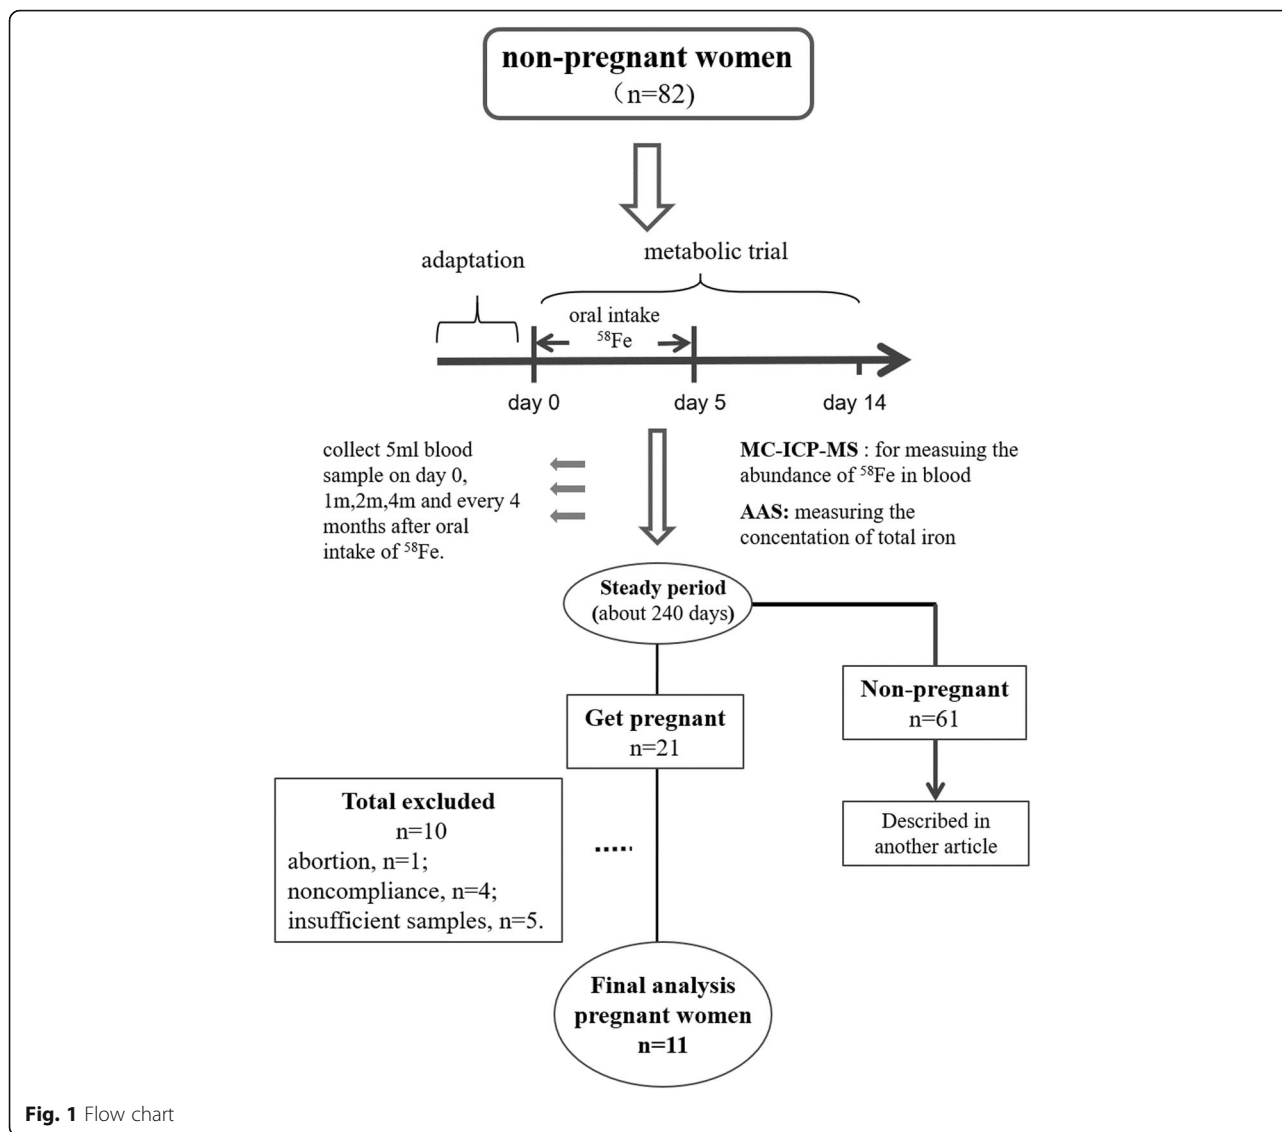 non-pregnant women
（n=82)
adaptation
metabolic trial
oral intake
⁵⁸Fe
day 0
day 5
day 14
collect 5ml blood
sample on day 0,
1m,2m,4m and every 4
months after oral
intake of ⁵⁸Fe.
MC-ICP-MS : for measuing the
abundance of ⁵⁸Fe in blood
AAS: measuring the
concentation of total iron
Steady period
(about 240 days)
Get pregnant
n=21
Non-pregnant
n=61
Total excluded
n=10
abortion, n=1;
noncompliance, n=4;
insufficient samples, n=5.
Described in
another article
Final analysis
pregnant women
n=11
Fig. 1 Flow chart